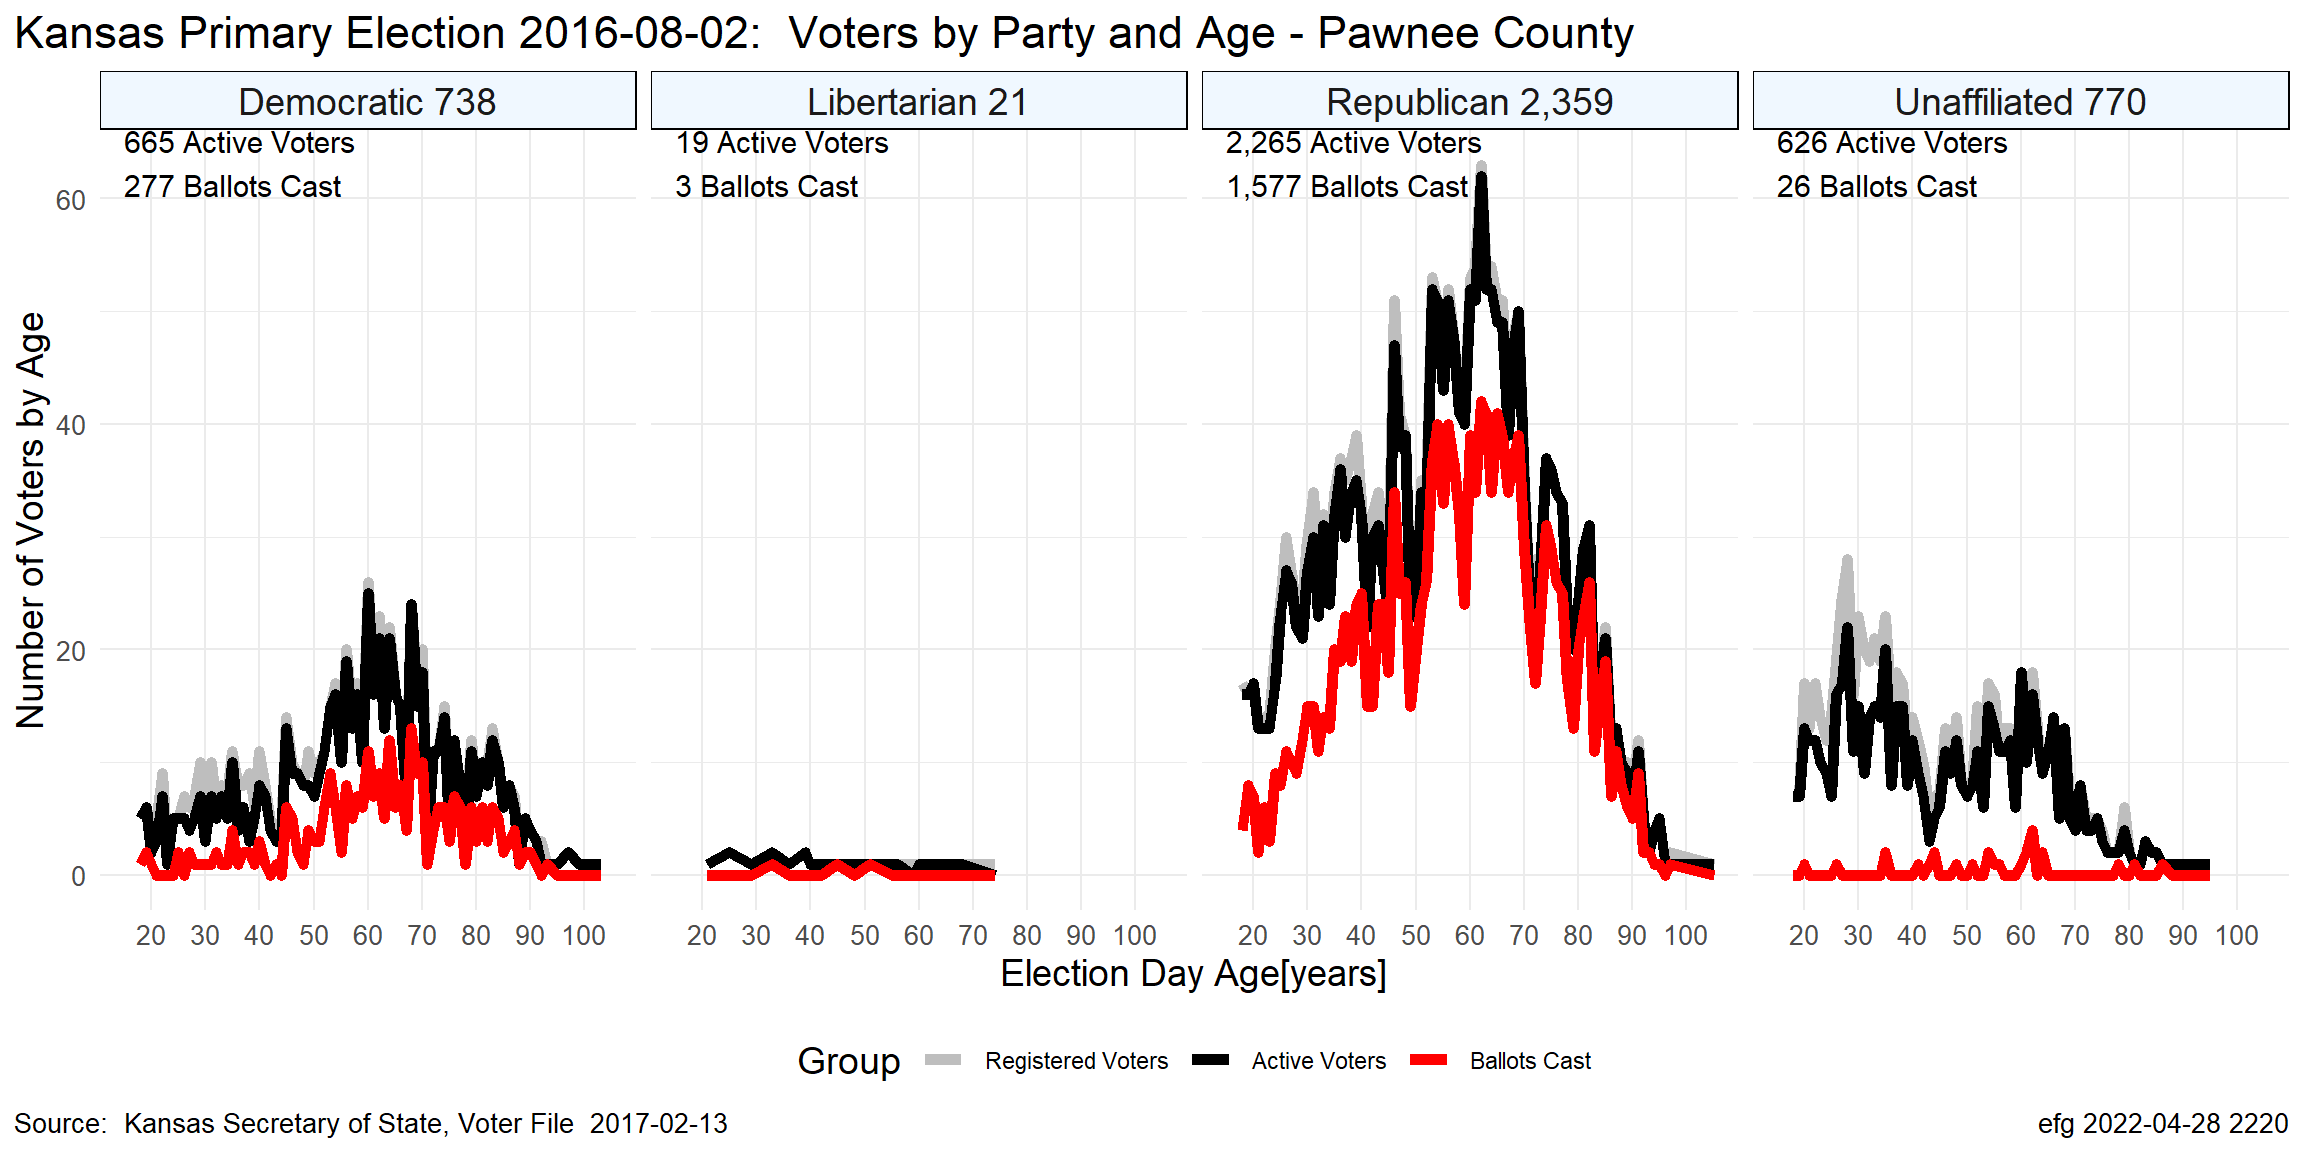 Kansas Primary Election 2016-08-02:  Voters by Party and Age - Pawnee County
Democratic 738
Libertarian 21
Republican 2,359
Unaffiliated 770
665 Active Voters
277 Ballots Cast
19 Active Voters
3 Ballots Cast
2,265 Active Voters
1,577 Ballots Cast
626 Active Voters
26 Ballots Cast
Number of Voters by Age
60
40
20
0
20 30 40 50 60 70 80 90 100
20 30 40 50 60 70 80 90 100
20 30 40 50 60 70 80 90 100
20 30 40 50 60 70 80 90 100
Election Day Age[years]
Group Registered Voters Active Voters Ballots Cast
Source:  Kansas Secretary of State, Voter File  2017-02-13
efg 2022-04-28 2220